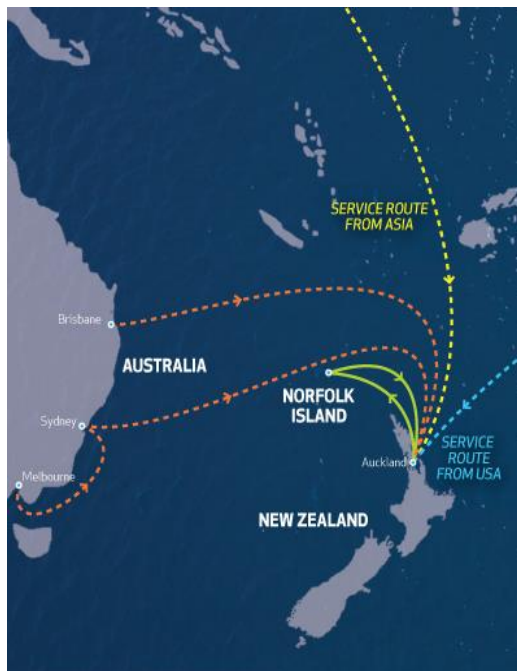 SERVICE ROUTE
FROM ASIA
Brisbane
AUSTRALIA
NORFOLK
ISLAND
Sydney
SERVICE
ROUTE
FROM USA
Auckland
Melbourne
NEW ZEALAND